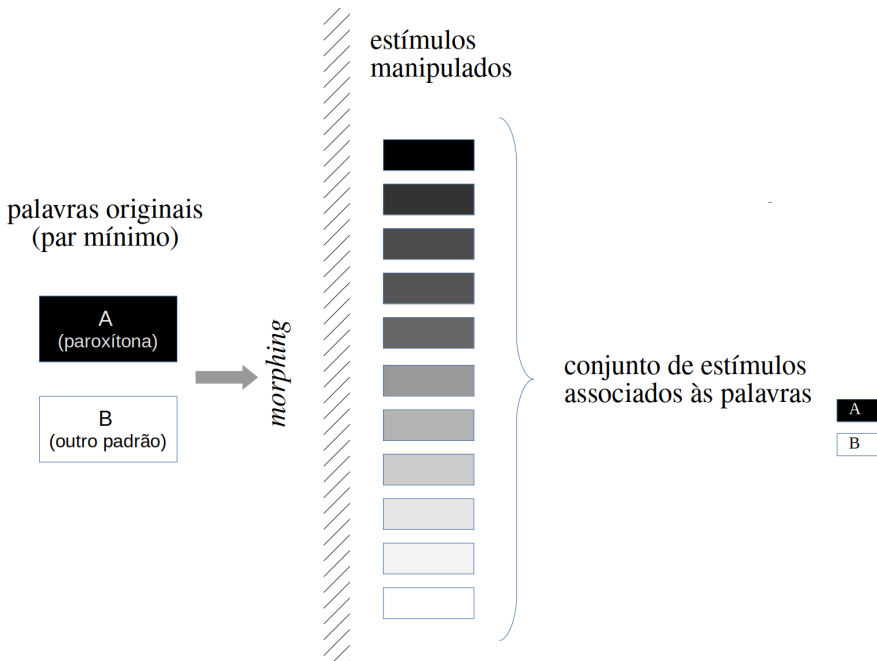 palavras originais
(par mínimo)
A
(paroxítona)
B
(outro padrão)
morphing
estímulos
manipulados
conjunto de estímulos
associados às palavras
A
B